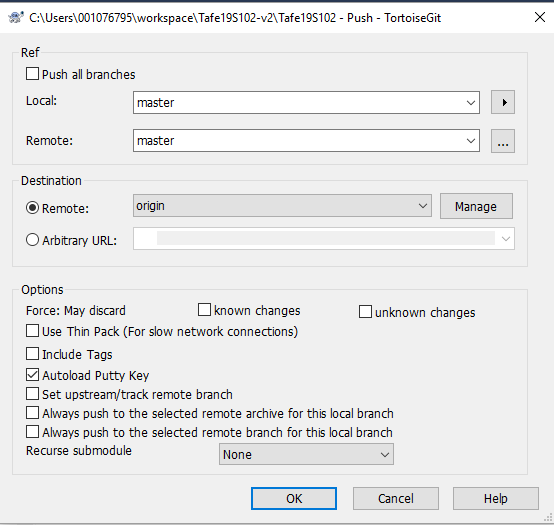 C:\Users\001076795\workspace\Tafe19S102-v2\Tafe19S102 - Push - TortoiseGit
Ref
Push all branches
Local:
master
Remote:
master
...
Destination
Remote:
origin
Manage
Arbitrary URL:
Options
Force: May discard
known changes
unknown changes
Use Thin Pack (For slow network connections)
Include Tags
Autoload Putty Key
Set upstream/track remote branch
Always push to the selected remote archive for this local branch
Always push to the selected remote branch for this local branch
Recurse submodule
None
OK
Cancel
Help